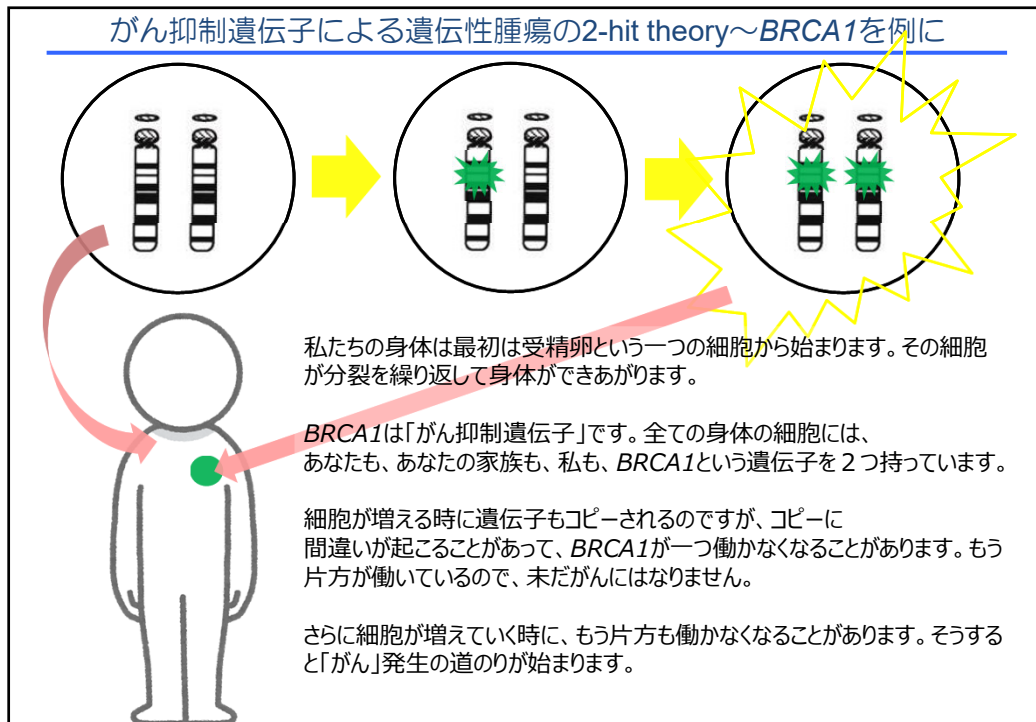 がん抑制遺伝子による遺伝性腫瘍の2-hit theory～BRCA1を例に
私たちの身体は最初は受精卵という一つの細胞から始まります。その細胞
が分裂を繰り返して身体ができあがります。
BRCA1は「がん抑制遺伝子」です。全ての身体の細胞には、
あなたも、あなたの家族も、私も、BRCA1という遺伝子を２つ持っています。
細胞が増える時に遺伝子もコピーされるのですが、コピーに
間違いが起こることがあって、BRCA1が一つ働かなくなることがあります。もう
片方が働いているので、未だがんにはなりません。
さらに細胞が増えていく時に、もう片方も働かなくなることがあります。そうする
と「がん」発生の道のりが始まります。